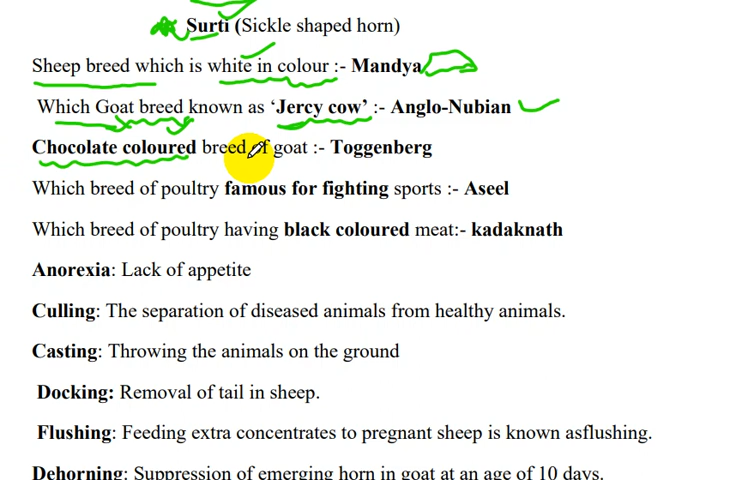 Surti (Sickle shaped horn)
Sheep breed which is white in colour :- Mandya
Which Goat breed known as ‘Jercy cow’ :- Anglo-Nubian
Chocolate coloured breed of goat :- Toggenberg
Which breed of poultry famous for fighting sports :- Aseel
Which breed of poultry having black coloured meat:- kadaknath
Anorexia: Lack of appetite
Culling: The separation of diseased animals from healthy animals.
Casting: Throwing the animals on the ground
Docking: Removal of tail in sheep.
Flushing: Feeding extra concentrates to pregnant sheep is known asflushing.
Dehorning: Suppression of emerging horn in goat at an age of 10 days.